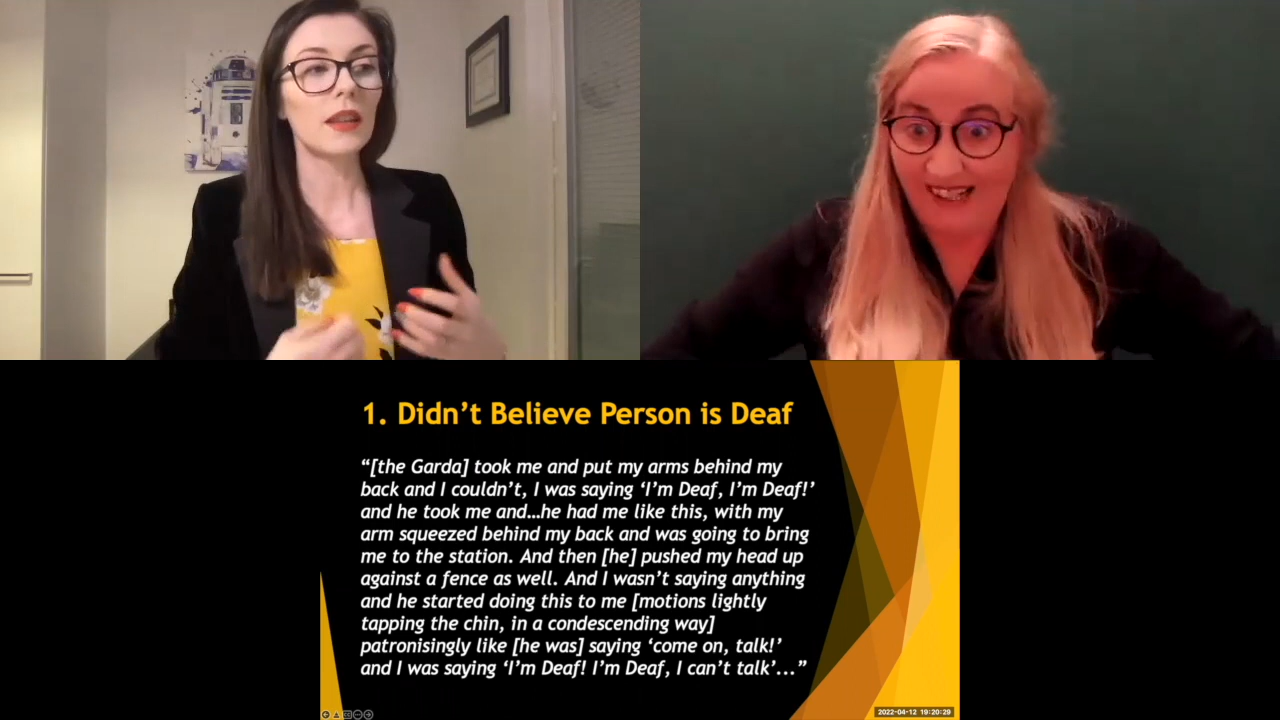 1. Didn’t Believe Person is Deaf
“[the Garda] took me and put my arms behind my
back and I couldn’t, I was saying ‘I’m Deaf, I’m Deaf!’
and he took me and…he had me like this, with my
arm squeezed behind my back and was going to bring
me to the station. And then [he] pushed my head up
against a fence as well. And I wasn’t saying anything
and he started doing this to me [motions lightly
tapping the chin, in a condescending way]
patronisingly like [he was] saying ‘come on, talk!’
and I was saying ‘I’m Deaf! I’m Deaf, I can’t talk’...”
2022-04-12 19:20:29